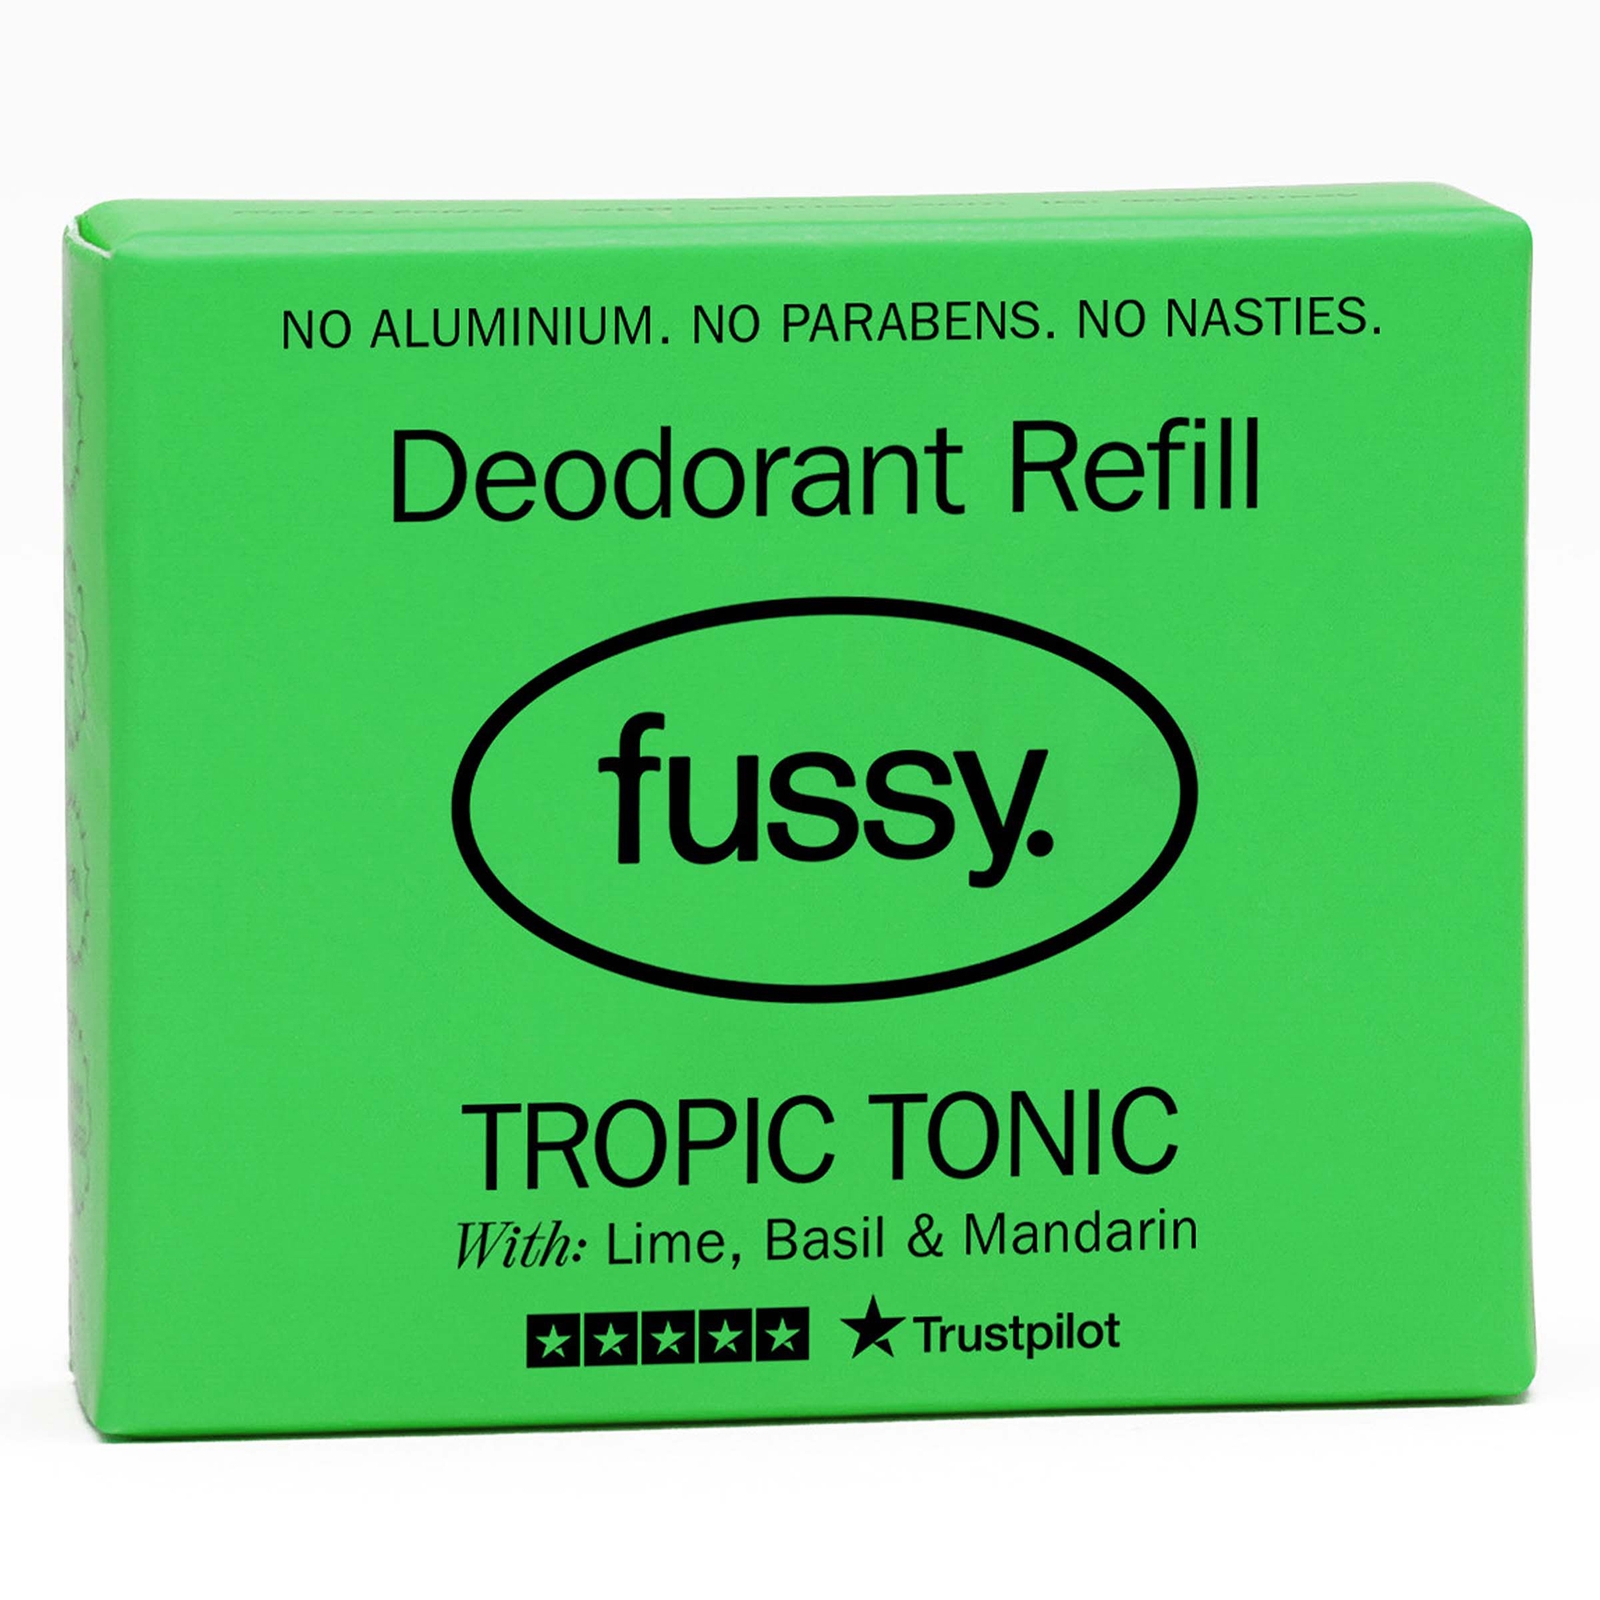 NO ALUMINIUM. NO PARABENS. NO NASTIES.
Deodorant Refill
fussy.
TROPIC TONIC
With: Lime, Basil & Mandarin
Trustpilot